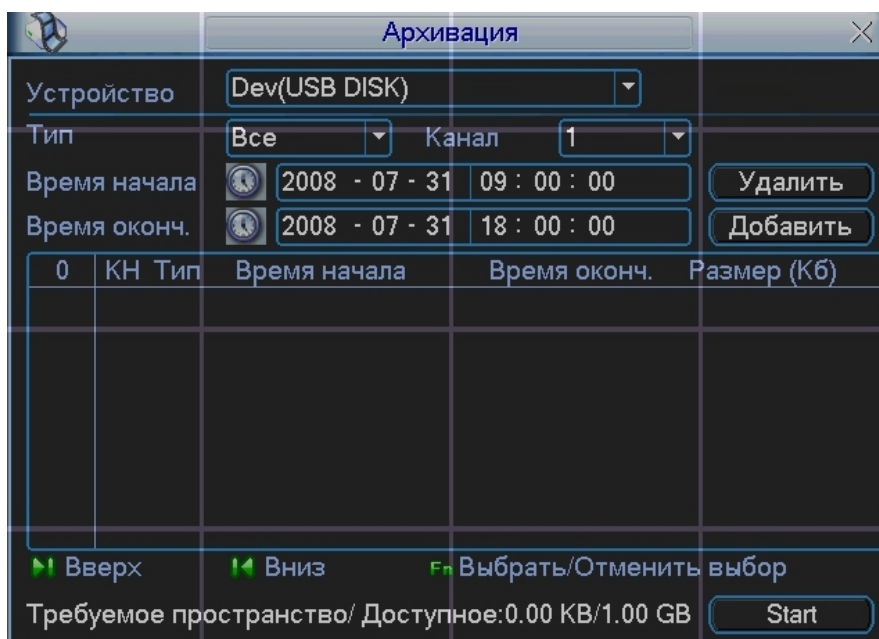 Архивация
Устройство Dev(USB DISK)
Тип Все Канал 1
Время начала 2008 - 07 - 31 09 : 00 : 00 Удалить
Время оконч. 2008 - 07 - 31 18 : 00 : 00 Добавить
0 КН Тип Время начала Время оконч. Размер (Кб)
Вверх Вниз Fn Выбрать/Отменить выбор
Требуемое пространство/ Доступное:0.00 KB/1.00 GB Start